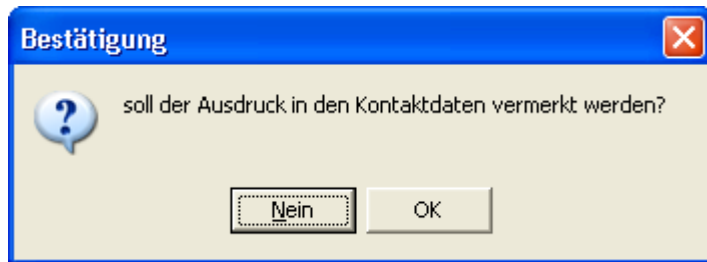 Bestätigung
soll der Ausdruck in den Kontaktdaten vermerkt werden?
Nein OK